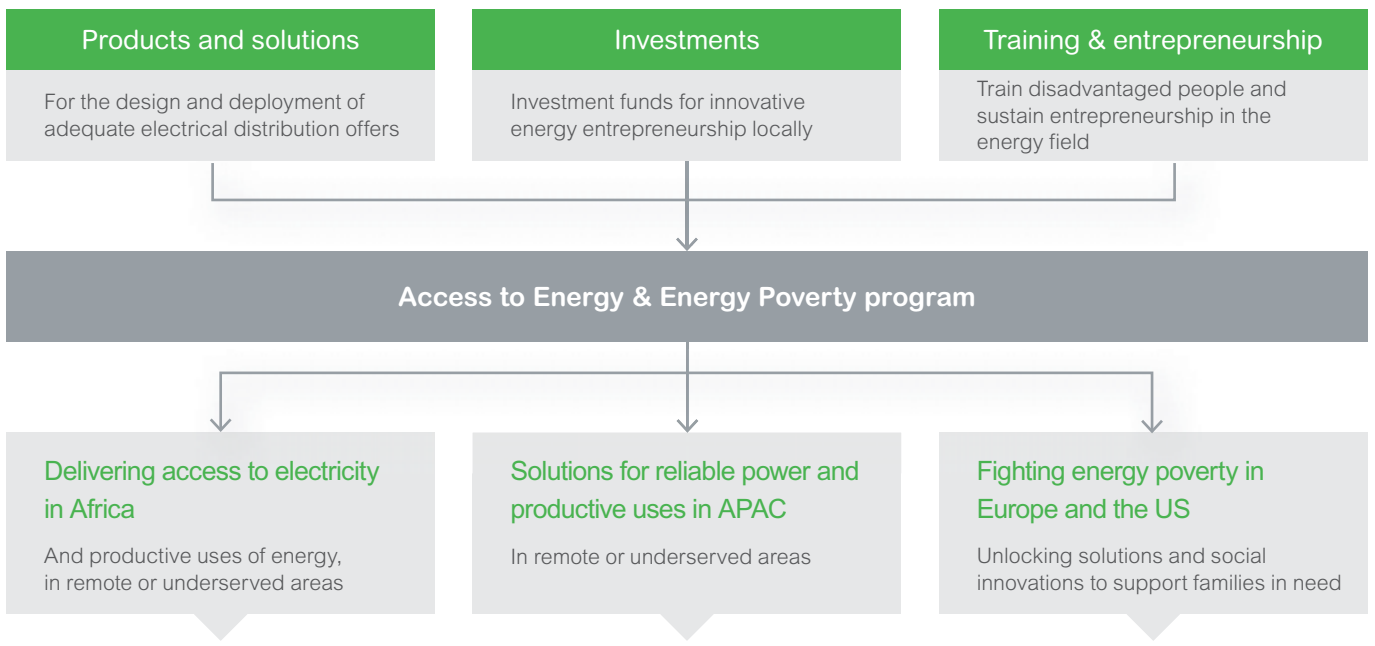 Products and solutions
For the design and deployment of
adequate electrical distribution offers
Investments
Investment funds for innovative
energy entrepreneurship locally
Training & entrepreneurship
Train disadvantaged people and
sustain entrepreneurship in the
energy field
Access to Energy & Energy Poverty program
Delivering access to electricity
in Africa
And productive uses of energy,
in remote or underserved areas
Solutions for reliable power and
productive uses in APAC
In remote or underserved areas
Fighting energy poverty in
Europe and the US
Unlocking solutions and social
innovations to support families in need